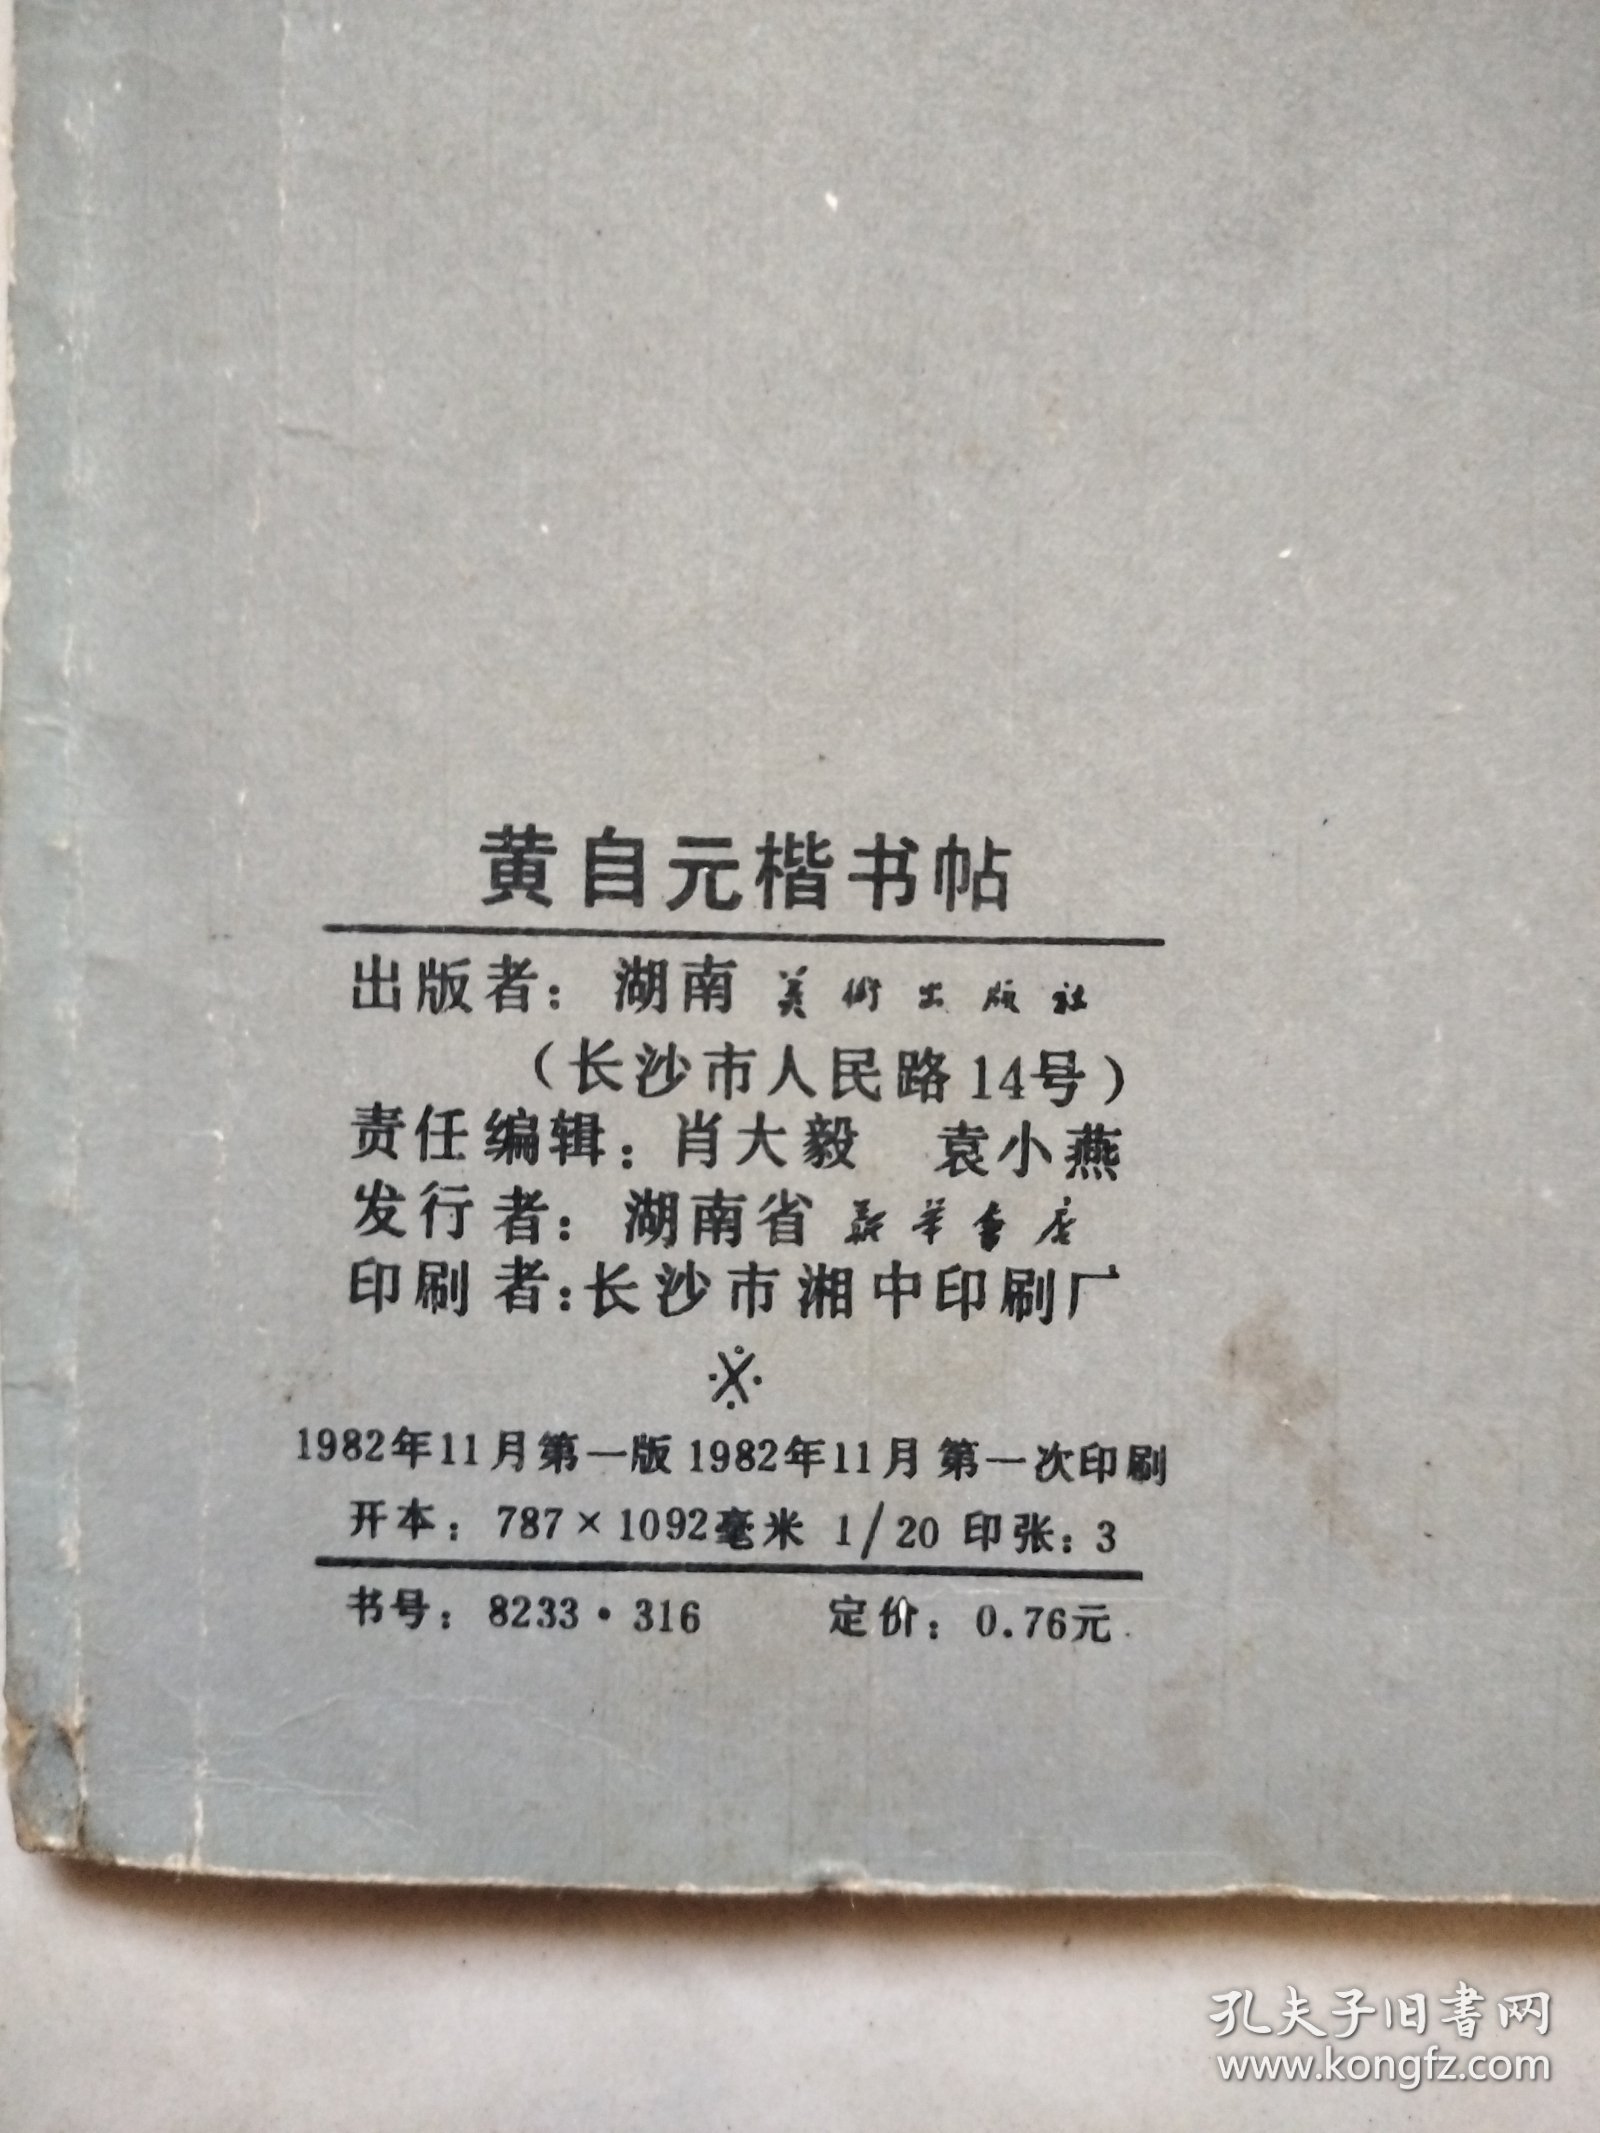 黄自元楷书帖
出版者：湖南美術出版社
（长沙市人民路14号）
责任编辑：肖大毅 袁小燕
发行者：湖南省新华書店
印刷者：长沙市湘中印刷厂
1982年11月第一版 1982年11月第一次印刷
开本：787×1092毫米 1/20 印张：3
书号：8233·316 定价：0.76元
孔夫子旧書网
www.kongfz.com